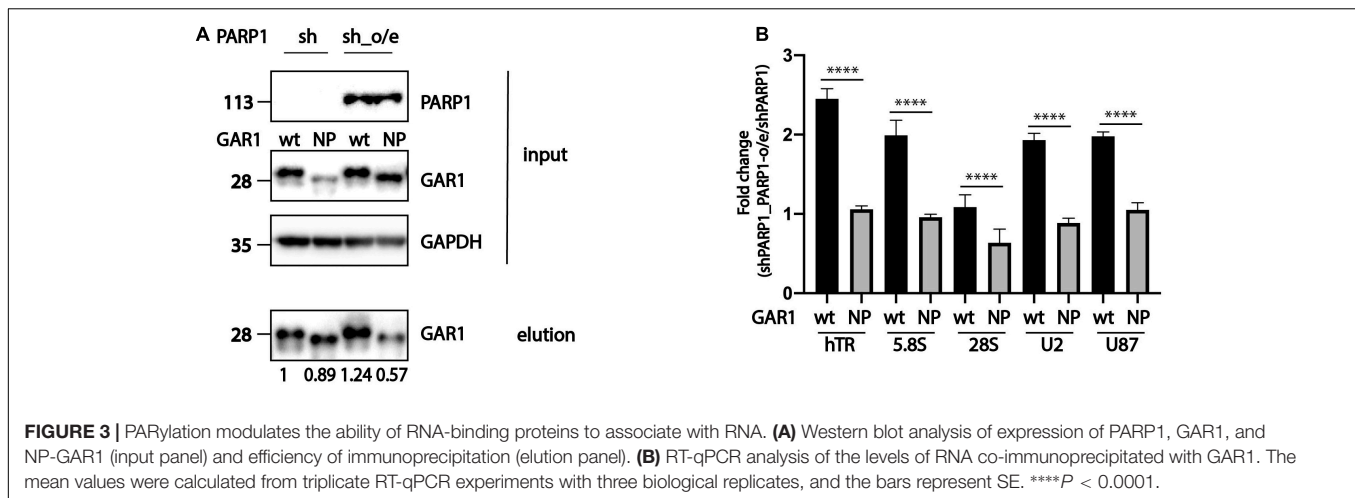 A PARP1 sh sh_o/e
113 PARP1
GAR1 wt NP wt NP
28 GAR1
input
35 GAPDH
28 GAR1 elution
1 0.89 1.24 0.57
B
Fold change
(shPARP1_PARP1-o/e/shPARP1)
3
2
1
0
**** **** **** **** ****
GAR1 wt NP wt NP wt NP wt NP wt NP
hTR 5.8S 28S U2 U87
FIGURE 3 | PARylation modulates the ability of RNA-binding proteins to associate with RNA. (A) Western blot analysis of expression of PARP1, GAR1, and
NP-GAR1 (input panel) and efficiency of immunoprecipitation (elution panel). (B) RT-qPCR analysis of the levels of RNA co-immunoprecipitated with GAR1. The
mean values were calculated from triplicate RT-qPCR experiments with three biological replicates, and the bars represent SE. ****P < 0.0001.